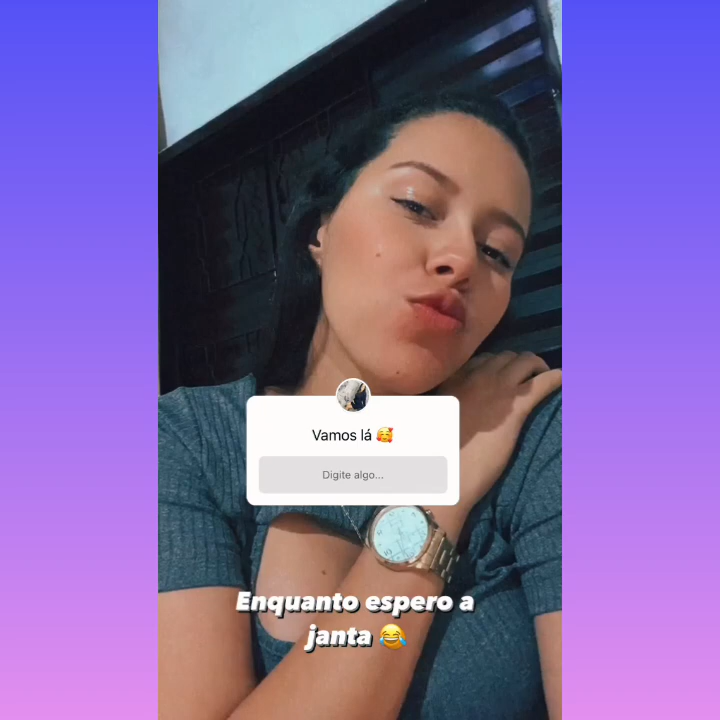 Vamos lá 🥰
Digite algo...
Enquanto espero a
janta 😂